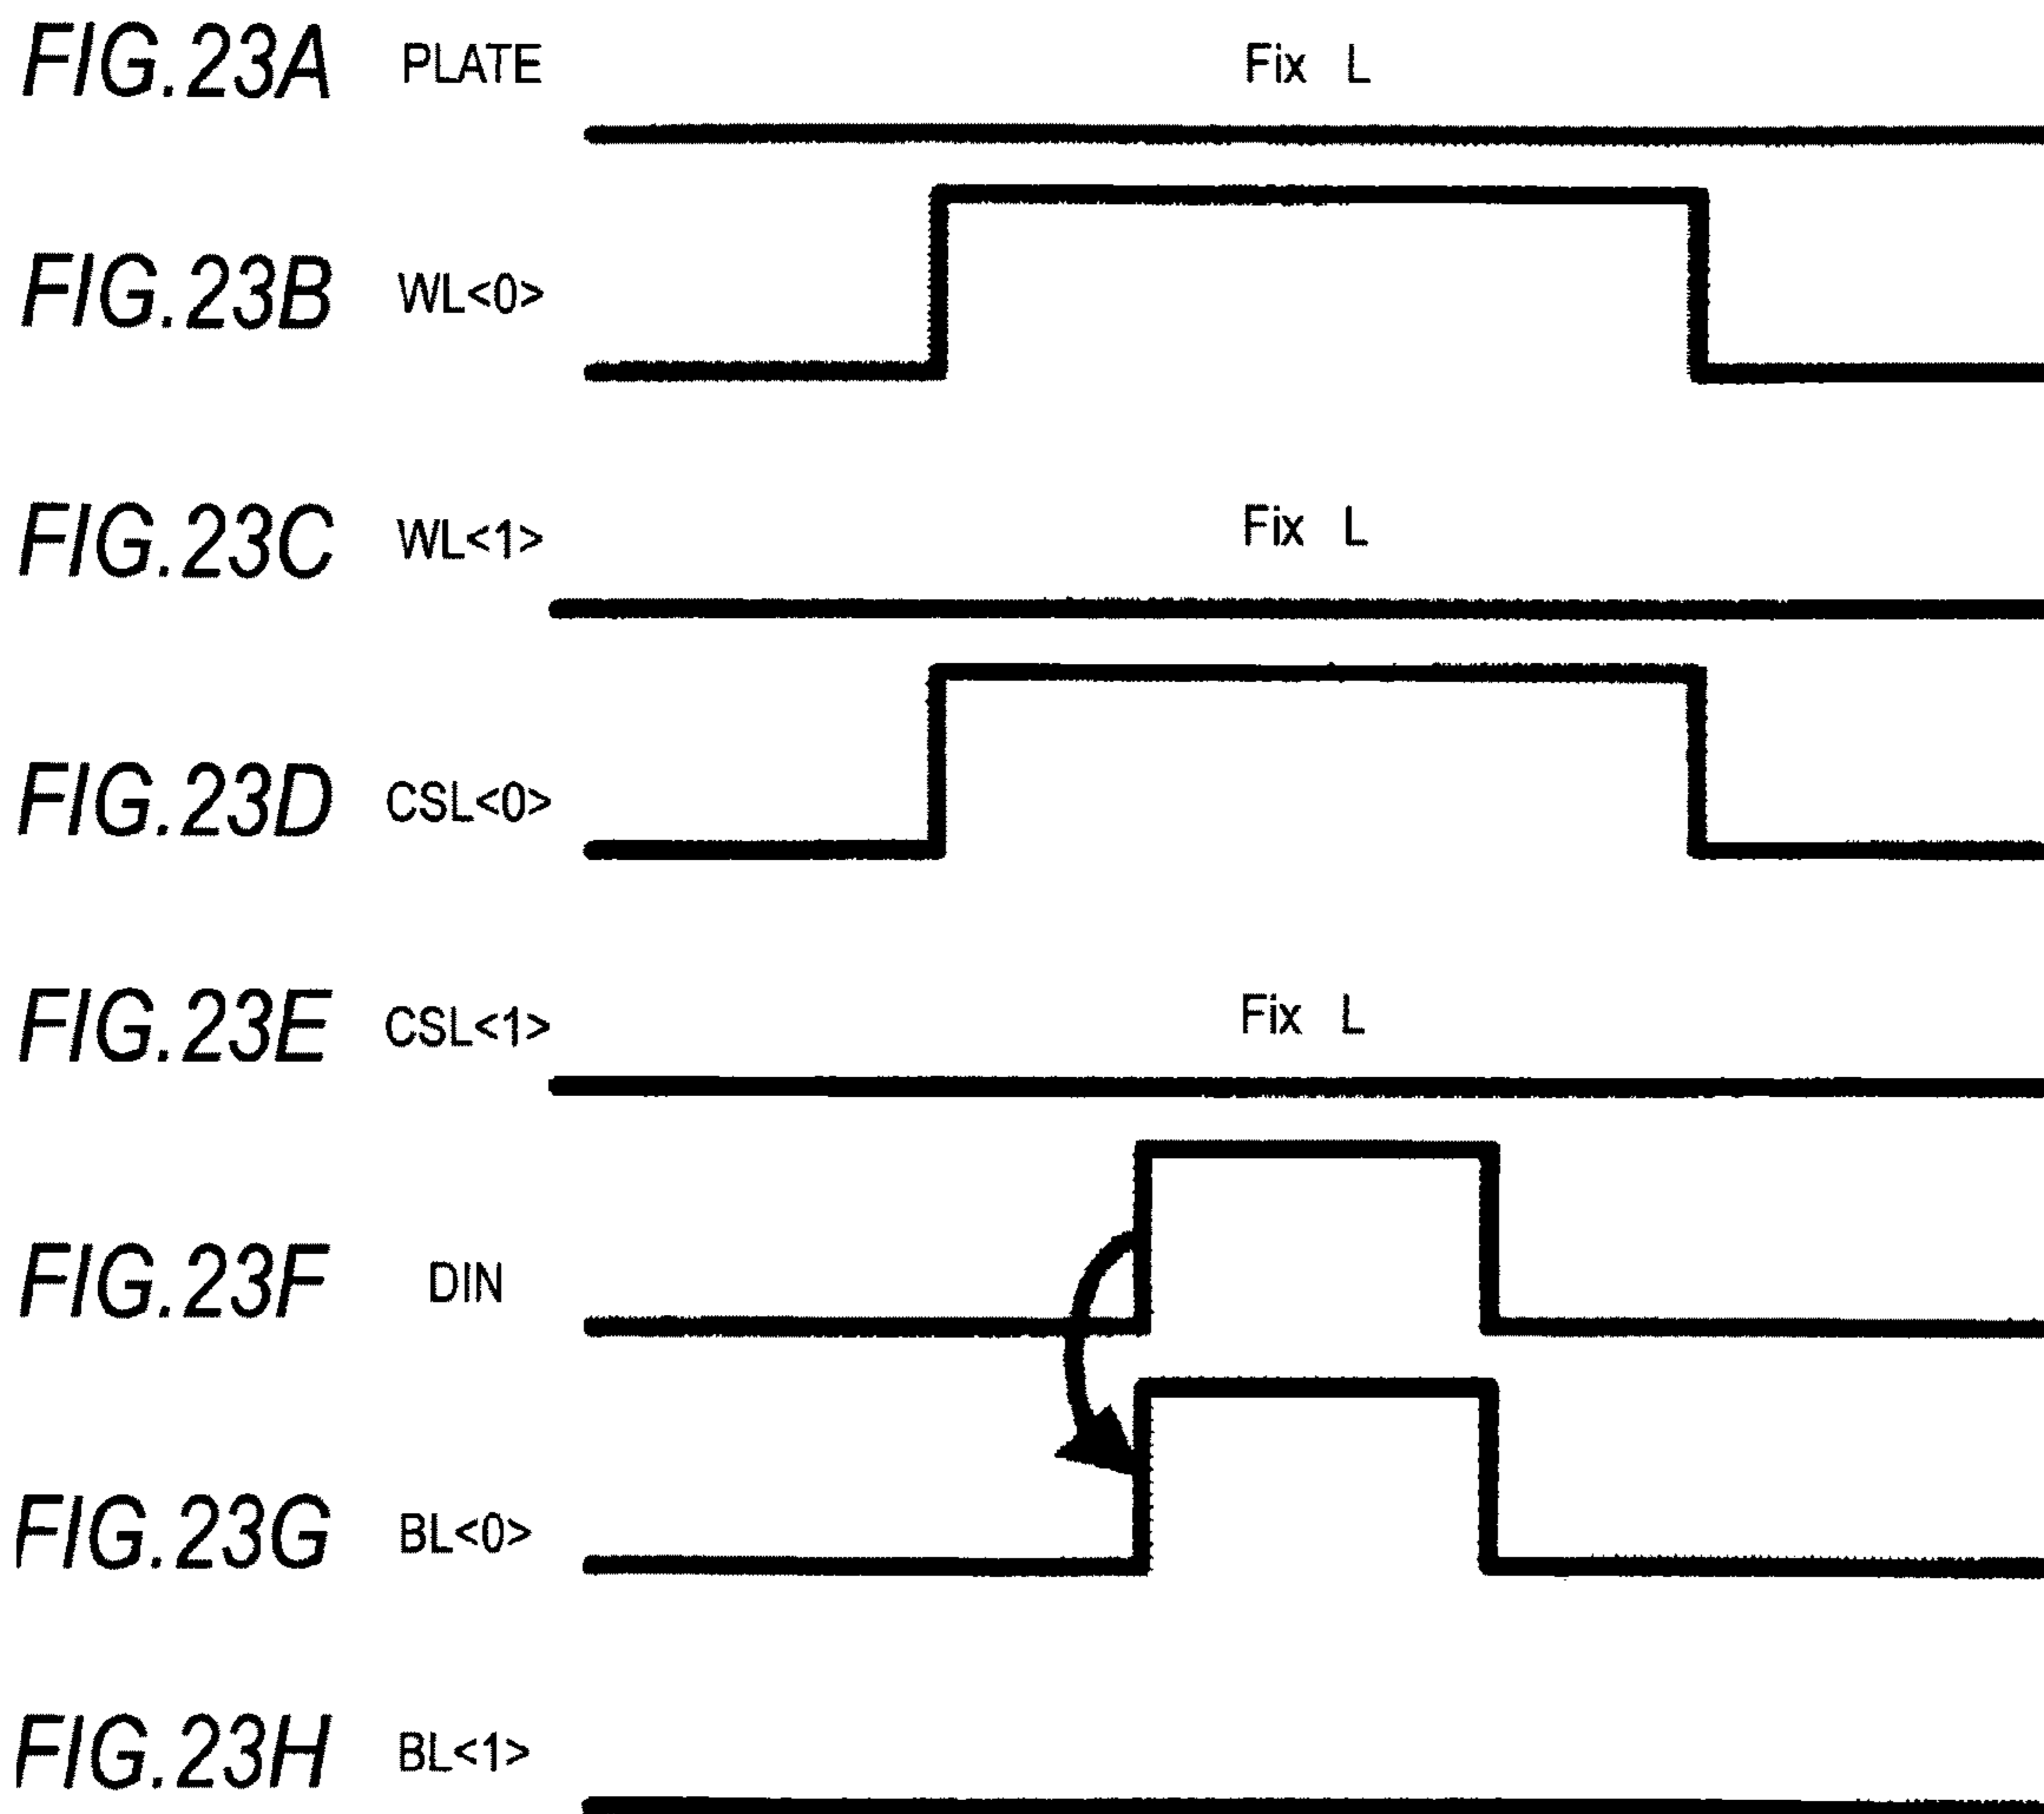 FIG.23A PLATE Fix L
FIG.23B WL<0>
FIG.23C WL<1> Fix L
FIG.23D CSL<0>
FIG.23E CSL<1> Fix L
FIG.23F DIN
FIG.23G BL<0>
FIG.23H BL<1>